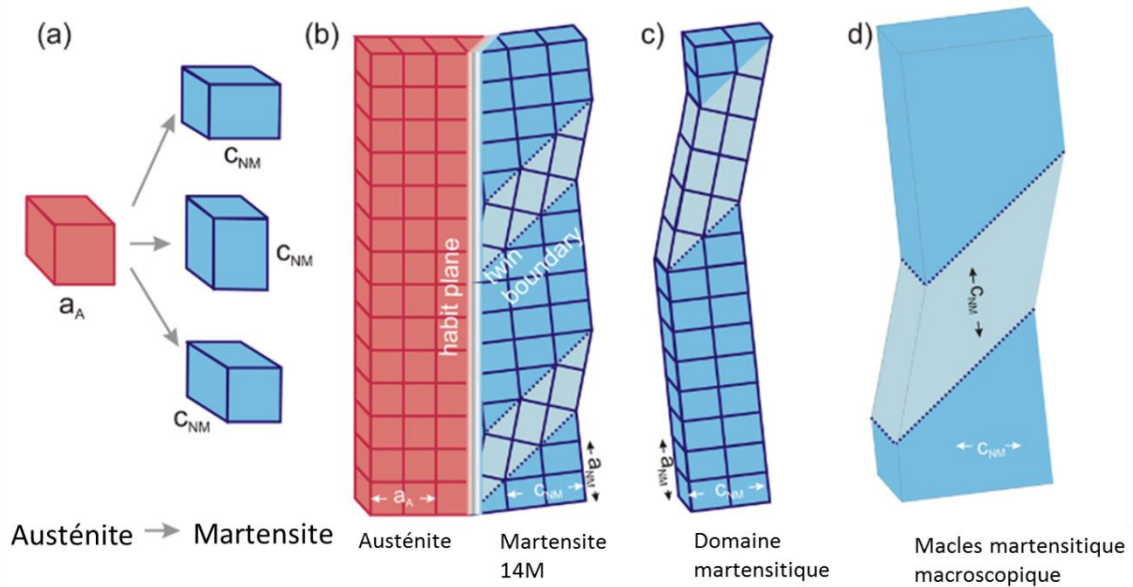 (a)
(b)
c)
d)
c_NM
c_NM
c_NM
a_A
habit plane
twin
boundary
a_A
c_NM
a_NM
a_NM
c_NM
c_NM
c_NM
Austénite
Martensite
Austénite
Martensite
14M
Domaine
martensitique
Macles martensitique
macroscopique